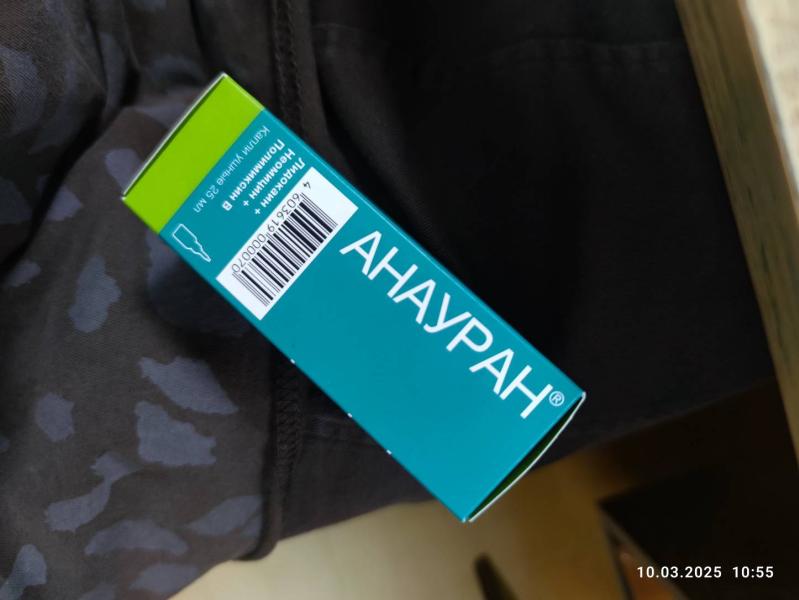 АНАУРАН®
Лидокаин +
Неомицин +
Полимиксин B
Капли ушные 25 мл
4 603619 000070
10.03.2025 10:55